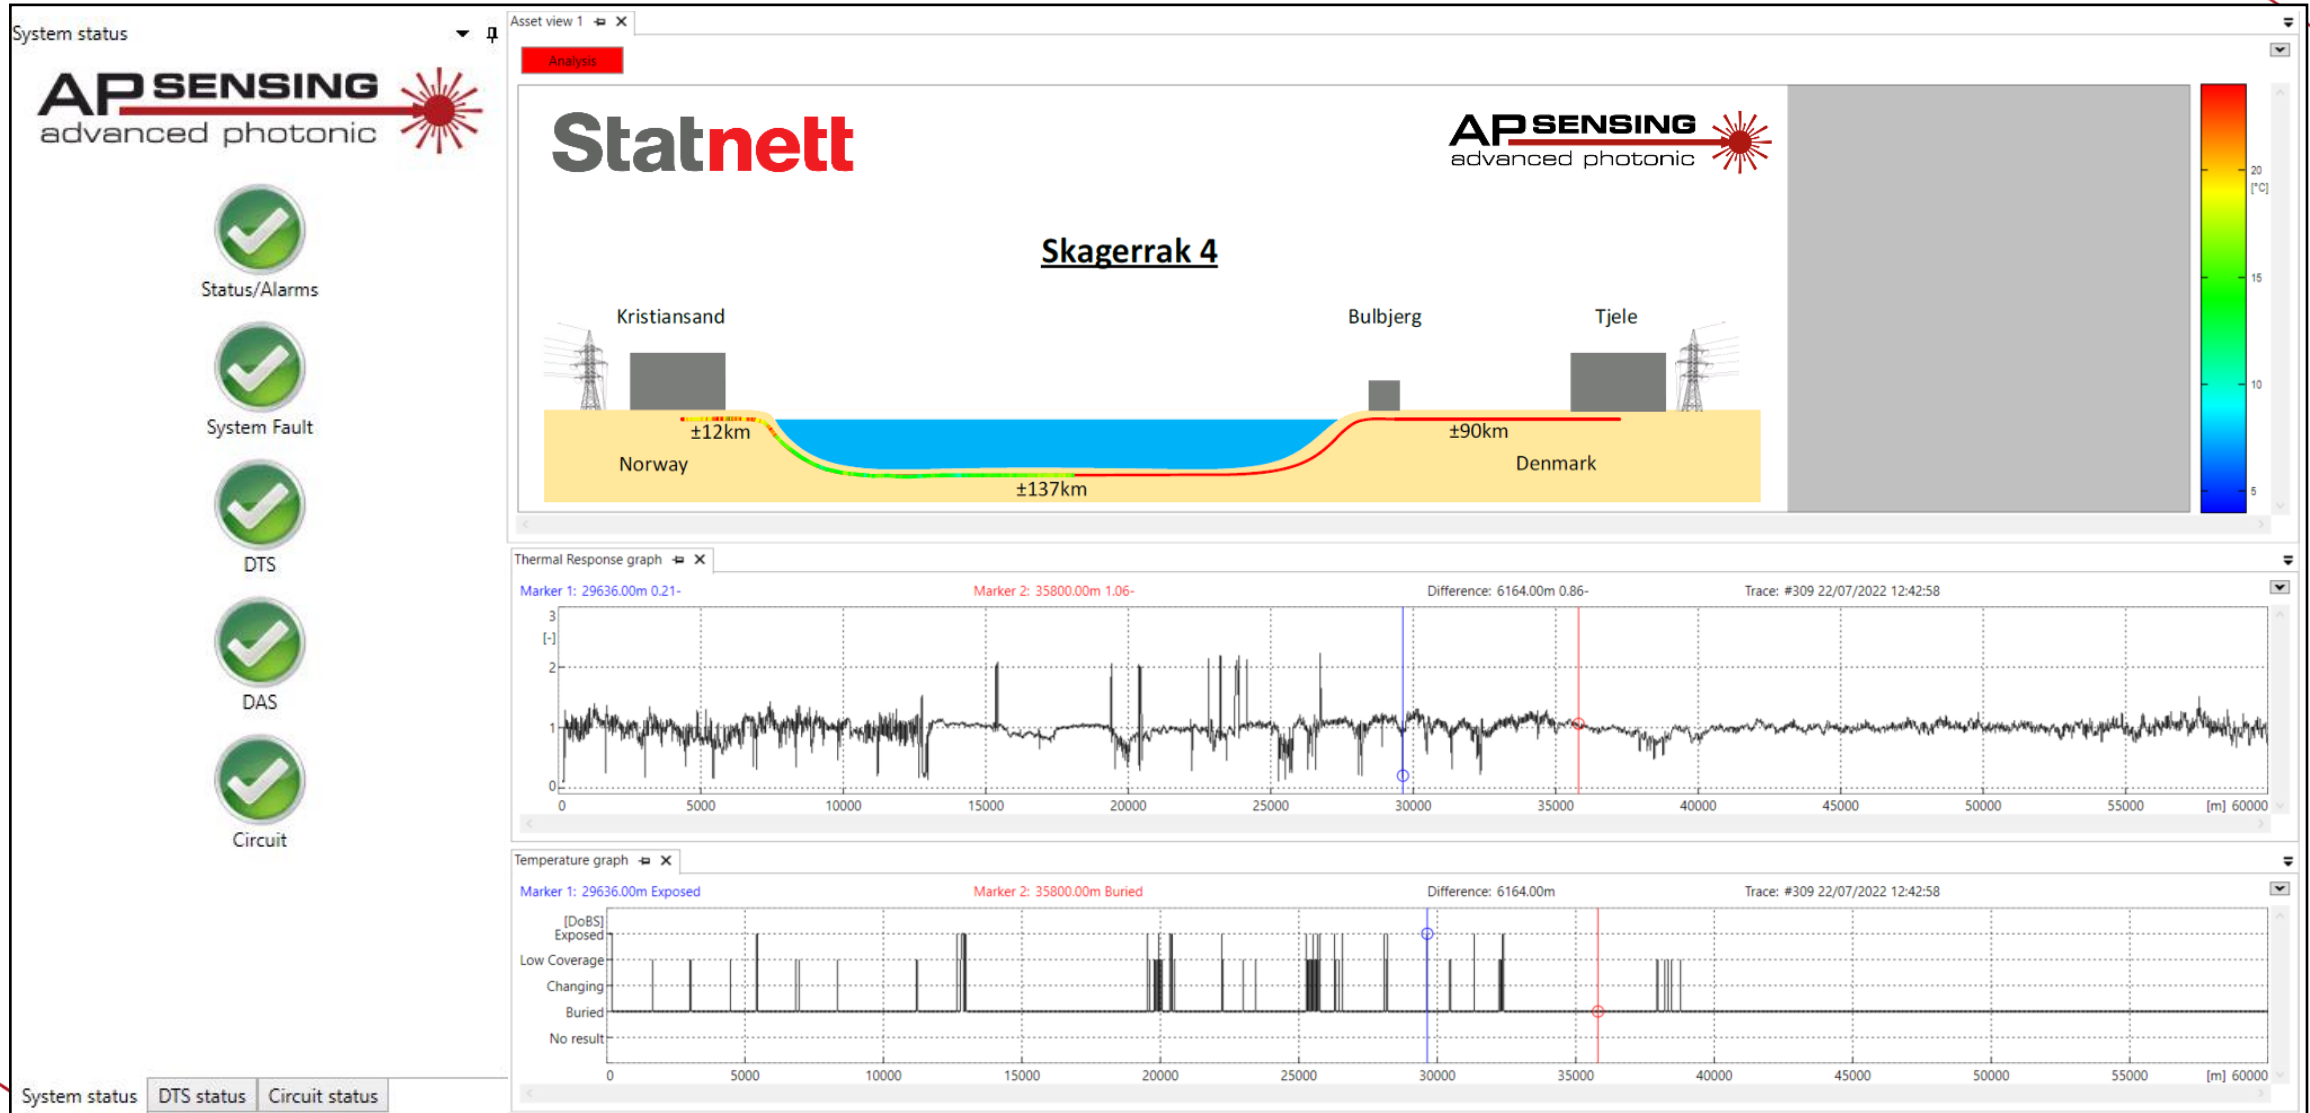 System status
AP SENSING
advanced photonic
Status/Alarms
System Fault
DTS
DAS
Circuit
System status DTS status Circuit status
Asset view 1
Analysis
Statnett
AP SENSING
advanced photonic
Skagerrak 4
Kristiansand Bulbjerg Tjele
±12km ±90km
Norway Denmark
±137km
20
[°C]
15
10
5
Thermal Response graph
Marker 1: 29636.00m 0.21- Marker 2: 35800.00m 1.06- Difference: 6164.00m 0.86- Trace: #309 22/07/2022 12:42:58
3
[-]
2
1
0
0 5000 10000 15000 20000 25000 30000 35000 40000 45000 50000 55000 [m] 60000
Temperature graph
Marker 1: 29636.00m Exposed Marker 2: 35800.00m Buried Difference: 6164.00m Trace: #309 22/07/2022 12:42:58
[DoBS]
Exposed
Low Coverage
Changing
Buried
No result
0 5000 10000 15000 20000 25000 30000 35000 40000 45000 50000 55000 [m] 60000